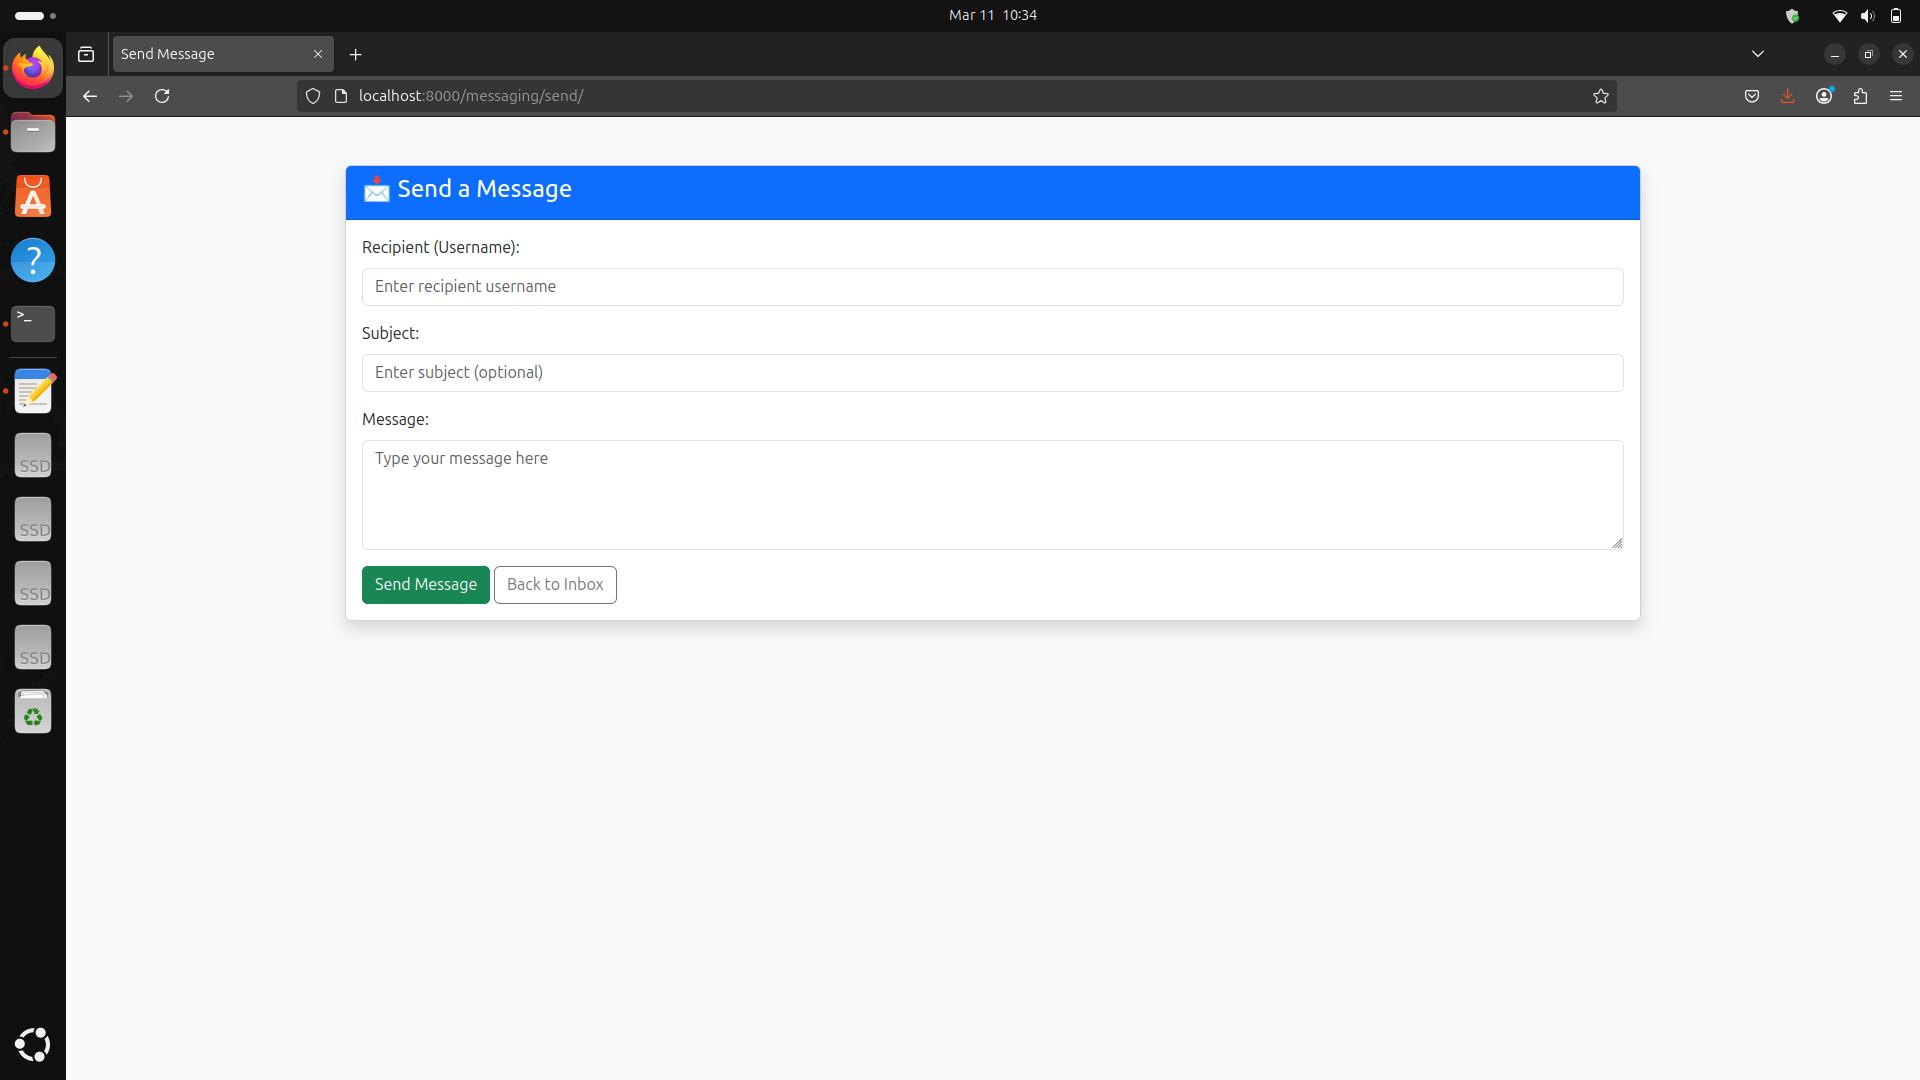 Mar 11 10:34
Send Message
localhost:8000/messaging/send/
Send a Message
Recipient (Username):
Enter recipient username
Subject:
Enter subject (optional)
Message:
Type your message here
Send Message
Back to Inbox
?
>_
SSD
SSD
SSD
SSD